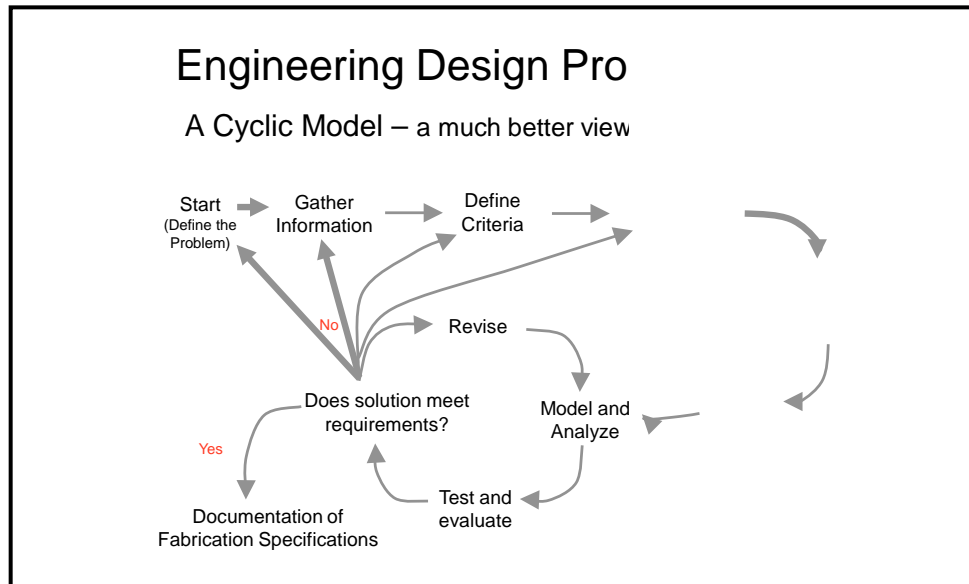 Engineering Design Pro
A Cyclic Model – a much better view
Start
(Define the
Problem)
Gather
Information
Define
Criteria
No
Revise
Does solution meet
requirements?
Model and
Analyze
Yes
Test and
evaluate
Documentation of
Fabrication Specifications